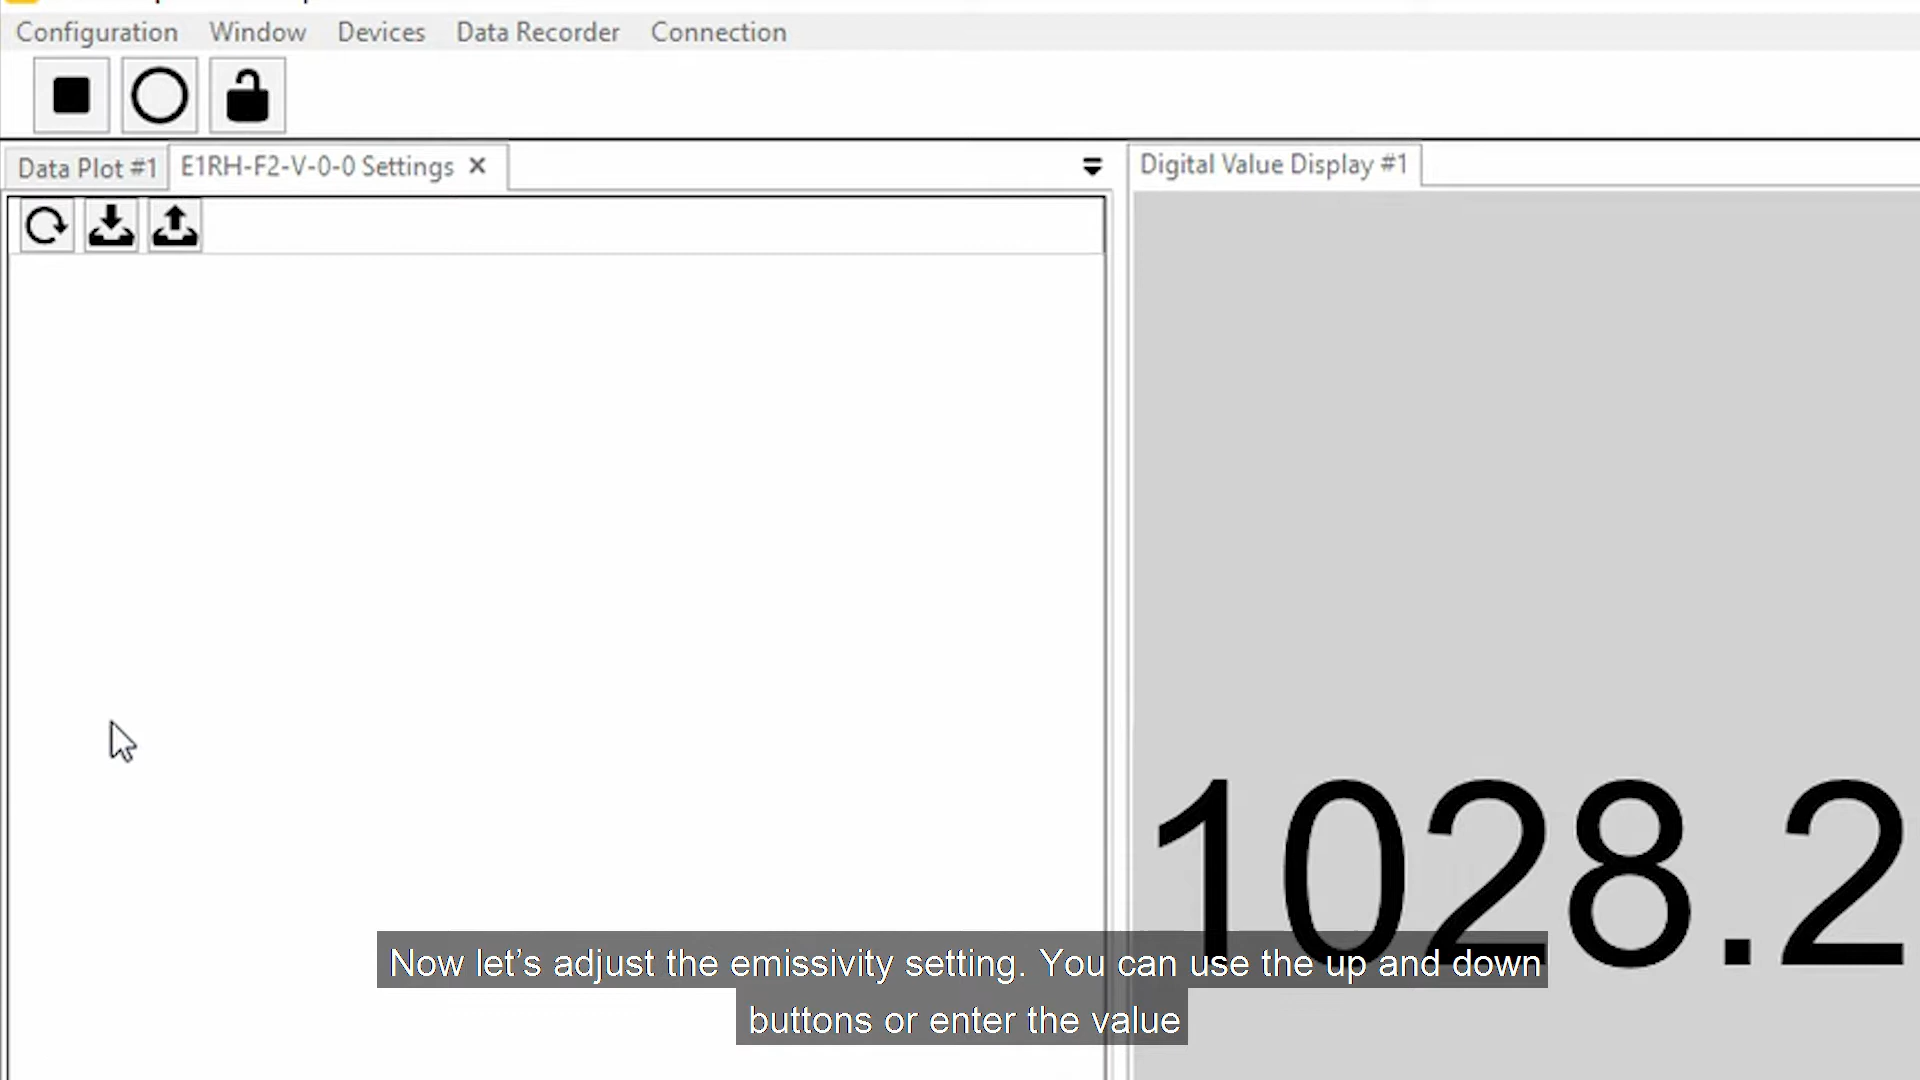 Configuration Window Devices Data Recorder Connection
Data Plot #1 E1RH-F2-V-0-0 Settings
Digital Value Display #1
1028.2
Now let's adjust the emissivity setting. You can use the up and down
buttons or enter the value